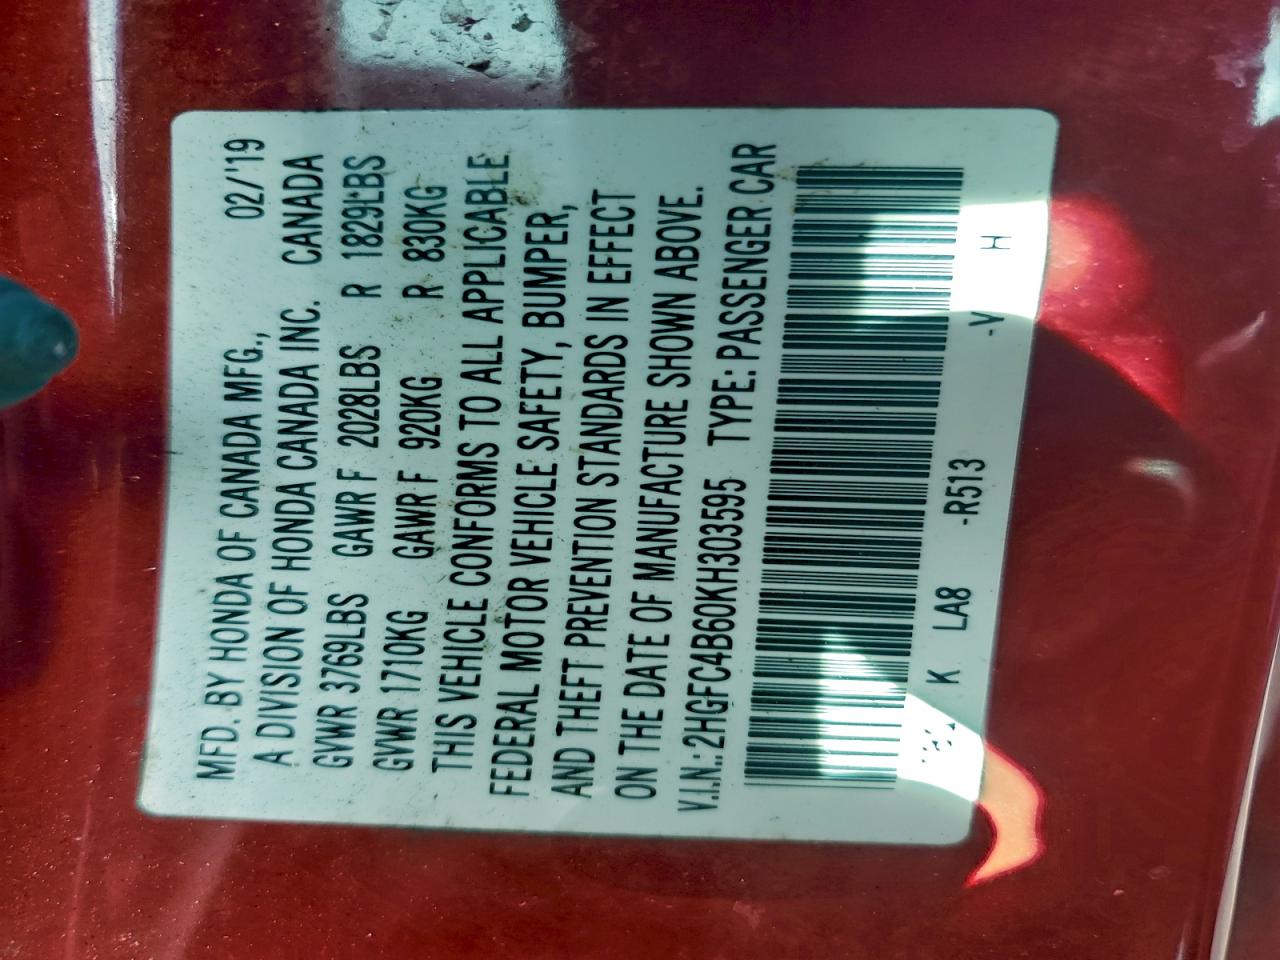 MFD. BY HONDA OF CANADA MFG., 02/'19
A DIVISION OF HONDA CANADA INC. CANADA
GVWR 3769LBS GAWR F 2028LBS R 1829LBS
GVWR 1710KG GAWR F 920KG R 830KG
THIS VEHICLE CONFORMS TO ALL APPLICABLE
FEDERAL MOTOR VEHICLE SAFETY, BUMPER,
AND THEFT PREVENTION STANDARDS IN EFFECT
ON THE DATE OF MANUFACTURE SHOWN ABOVE.
V.I.N.: 2HGFC4B60KH303595 TYPE: PASSENGER CAR
K LA8 -R513 -Y H